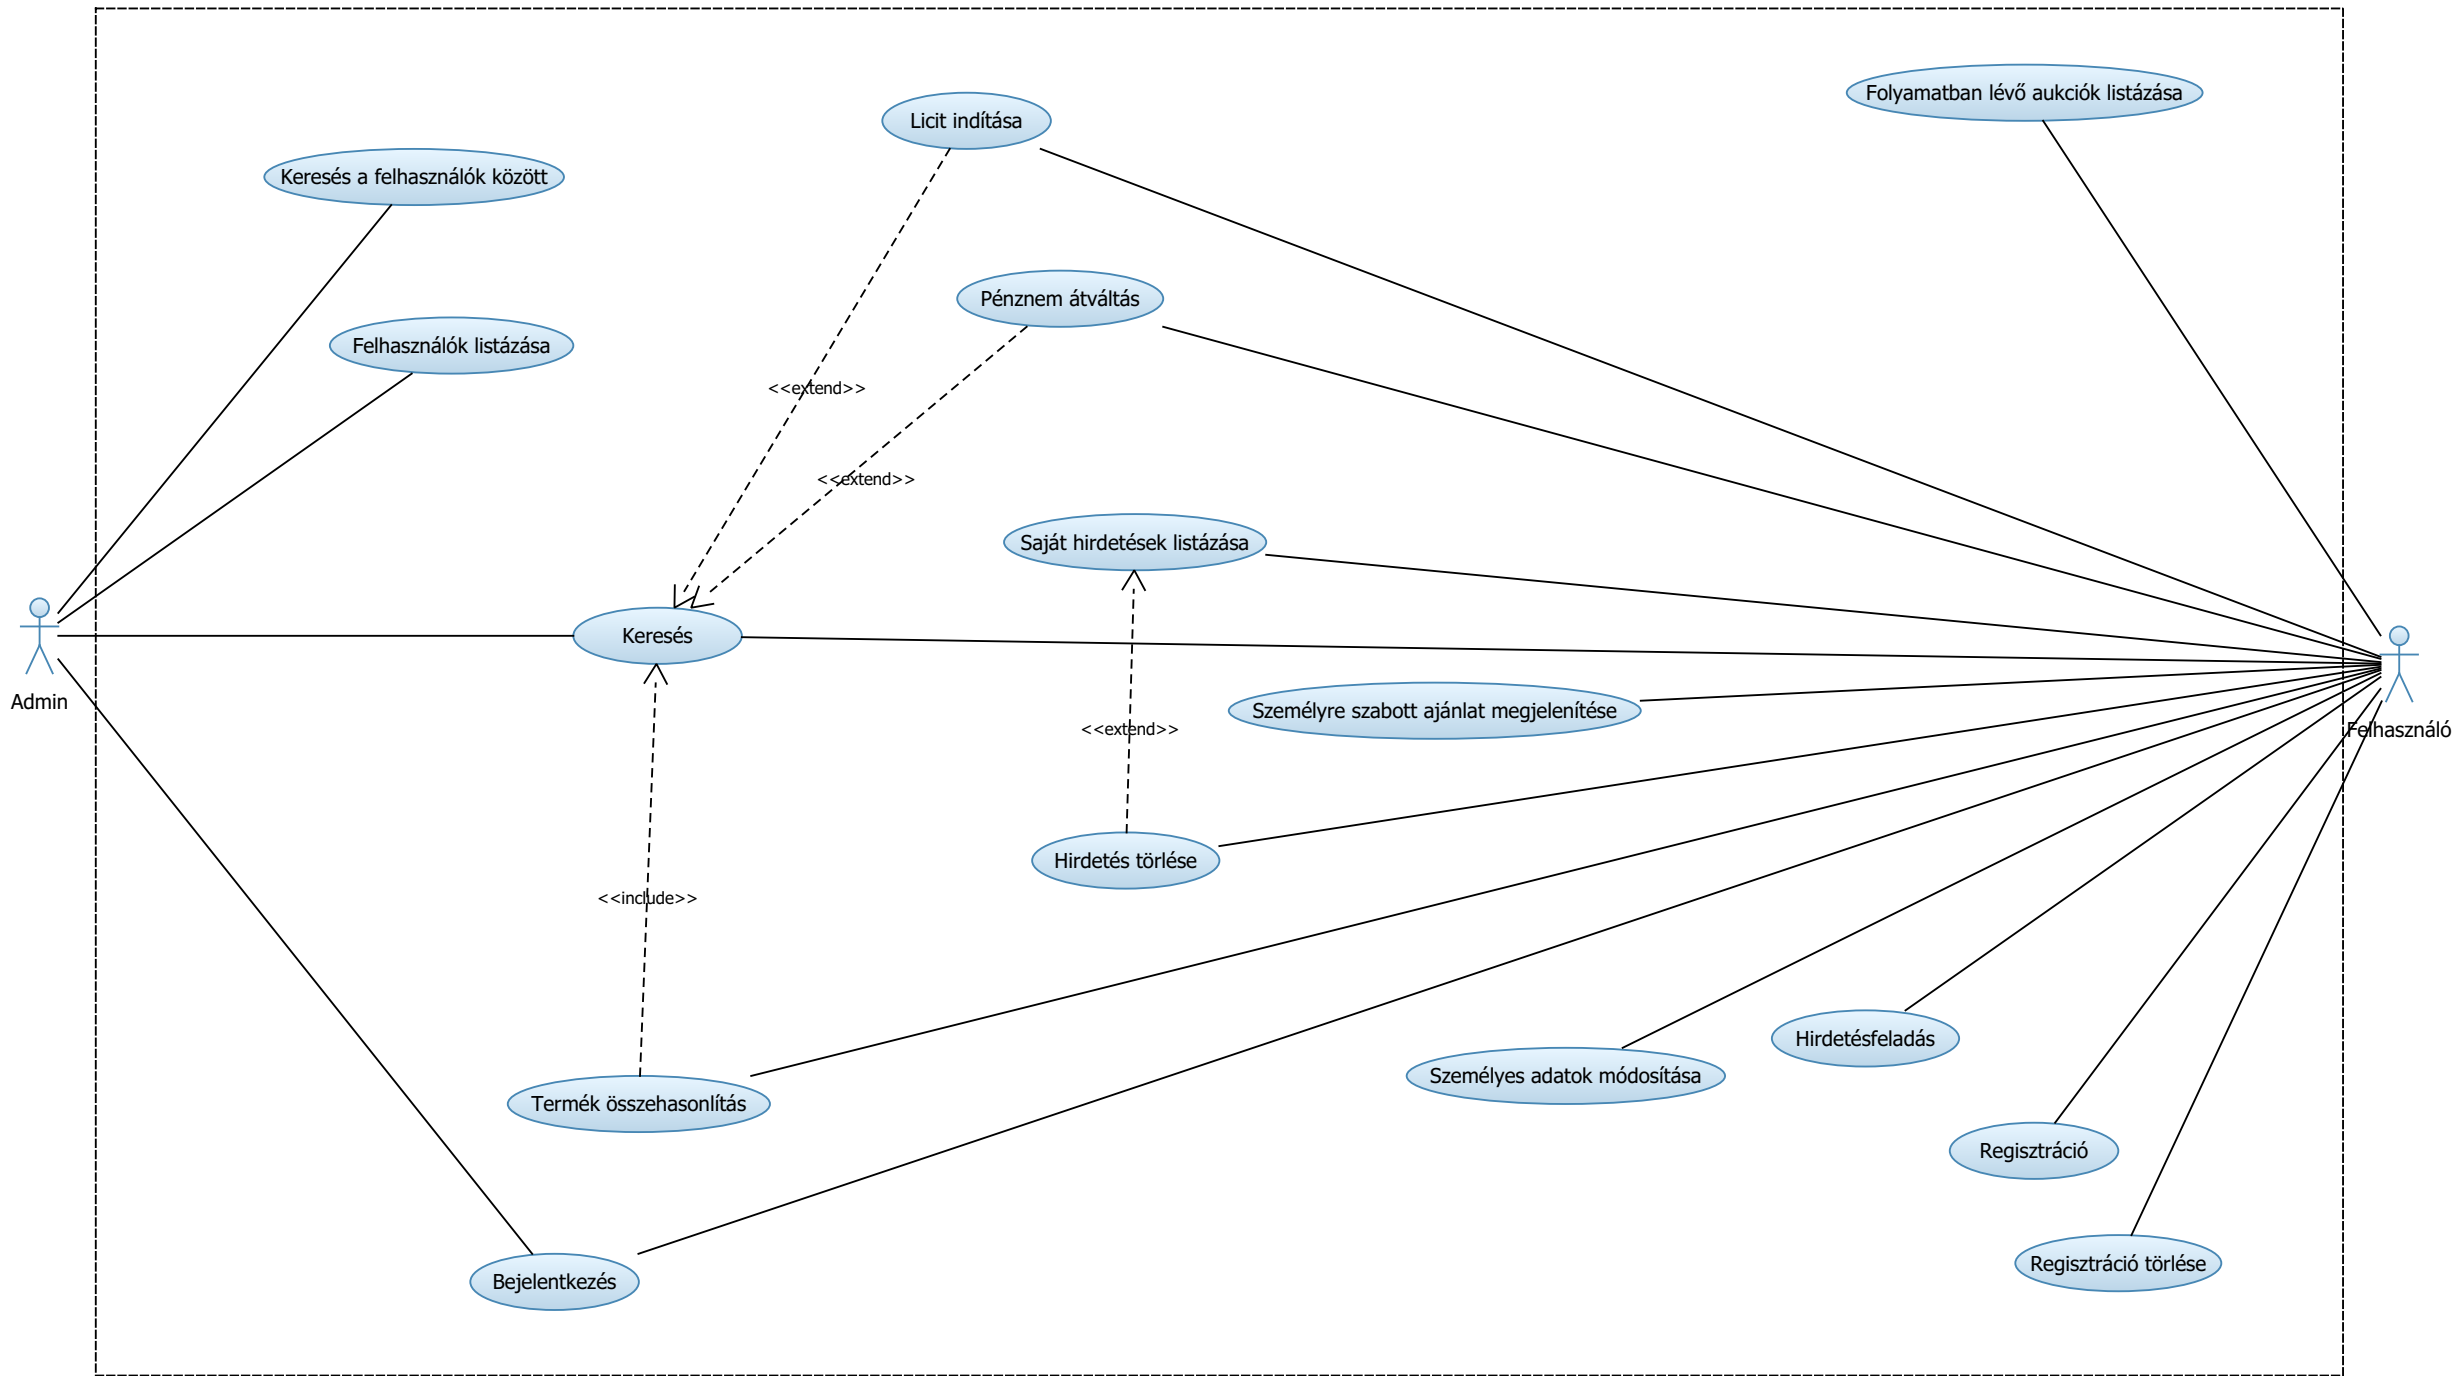 Folyamatban lévő aukciók listázása
Licit indítása
Keresés a felhasználók között
Pénznem átváltás
Felhasználók listázása
<<extend>>
<<extend>>
Saját hirdetések listázása
Keresés
Admin
Személyre szabott ajánlat megjelenítése
<<extend>>
Felhasználó
Hirdetés törlése
<<include>>
Hirdetésfeladás
Személyes adatok módosítása
Termék összehasonlítás
Regisztráció
Regisztráció törlése
Bejelentkezés